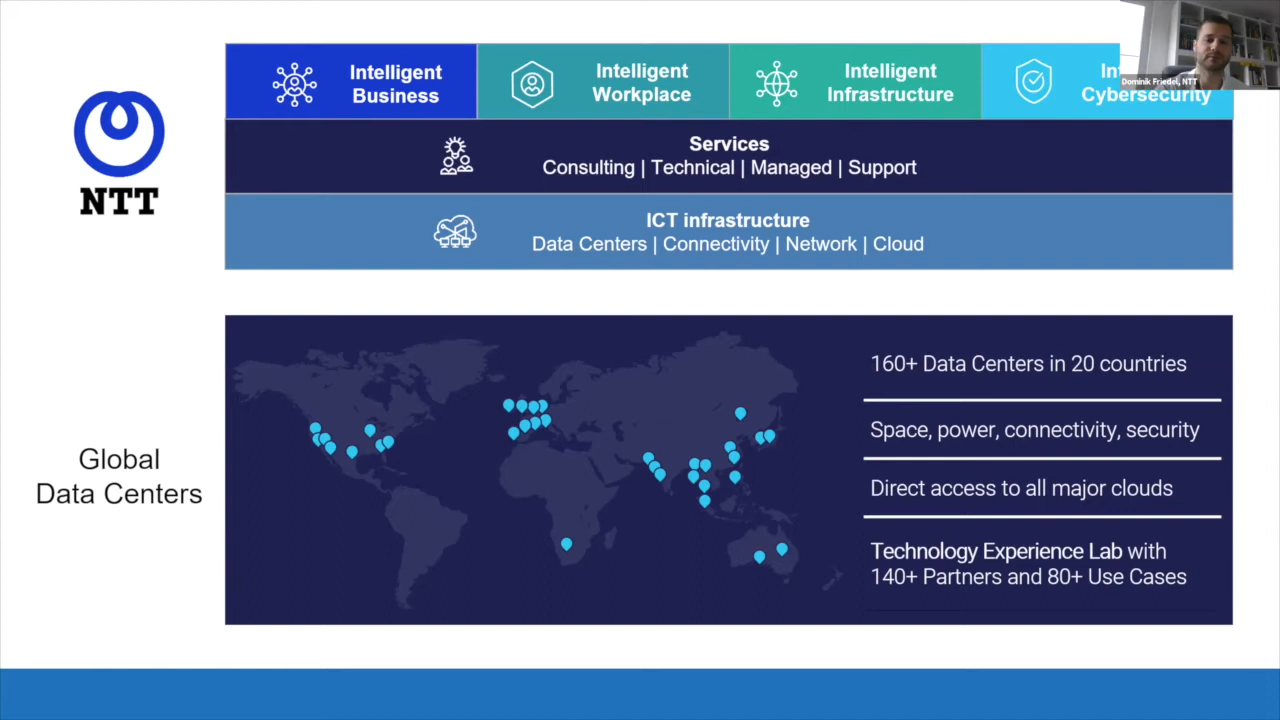 Intelligent
Business
Intelligent
Workplace
Intelligent
Infrastructure
Cybersecurity
Dominik Friedel, NTT
Services
Consulting | Technical | Managed | Support
ICT infrastructure
Data Centers | Connectivity | Network | Cloud
NTT
Global
Data Centers
160+ Data Centers in 20 countries
Space, power, connectivity, security
Direct access to all major clouds
Technology Experience Lab with
140+ Partners and 80+ Use Cases